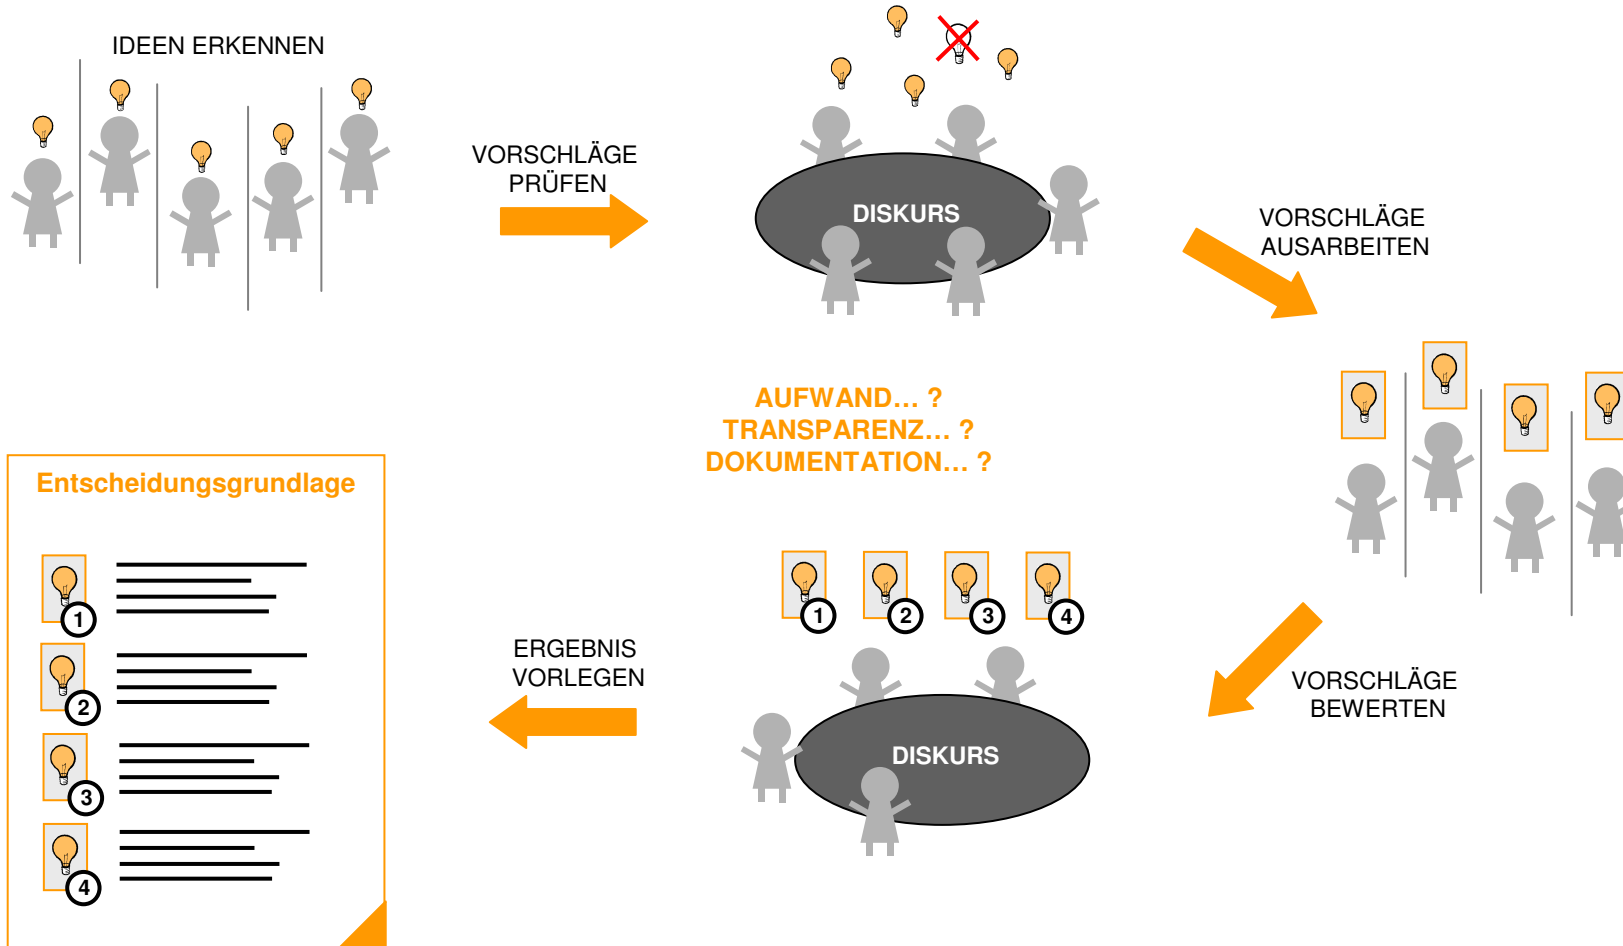 IDEEN ERKENNEN
VORSCHLÄGE
PRÜFEN
DISKURS
VORSCHLÄGE
AUSARBEITEN
AUFWAND… ?
TRANSPARENZ… ?
DOKUMENTATION… ?
VORSCHLÄGE
BEWERTEN
1 2 3 4
DISKURS
ERGEBNIS
VORLEGEN
Entscheidungsgrundlage
1
2
3
4